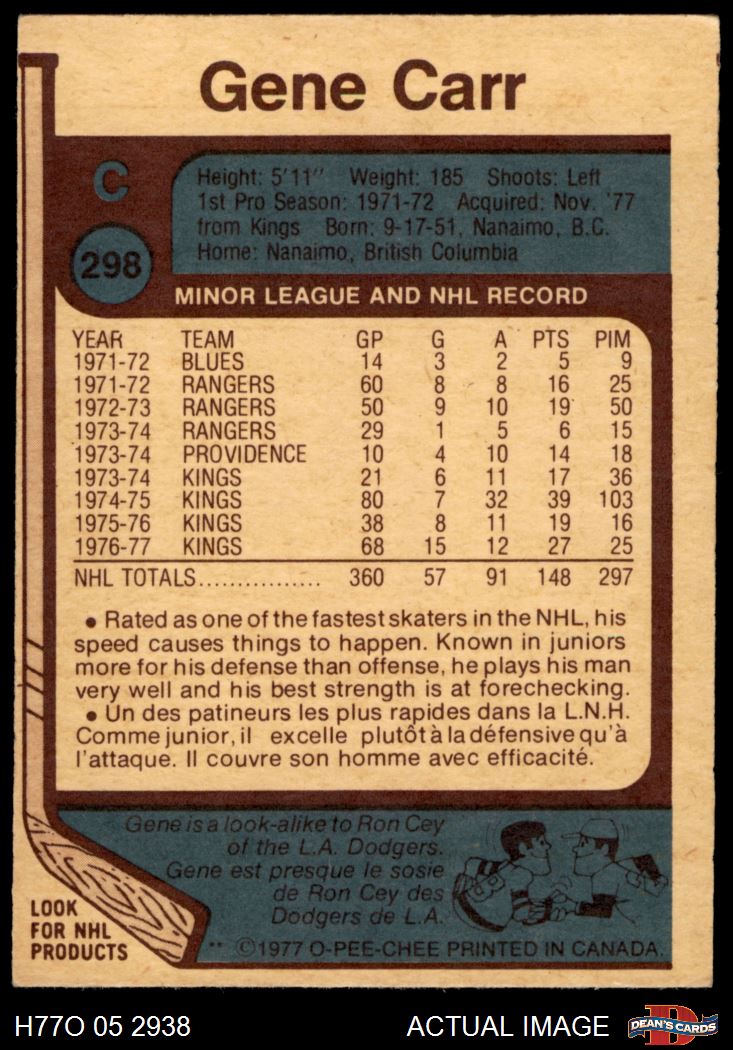 Gene Carr
C
298
Height: 5'11" Weight: 185 Shoots: Left
1st Pro Season: 1971-72 Acquired: Nov. '77
from Kings Born: 9-17-51, Nanaimo, B.C.
Home: Nanaimo, British Columbia
MINOR LEAGUE AND NHL RECORD
YEAR TEAM GP G A PTS PIM
1971-72 BLUES 14 3 2 5 9
1971-72 RANGERS 60 8 8 16 25
1972-73 RANGERS 50 9 10 19 50
1973-74 RANGERS 29 1 5 6 15
1973-74 PROVIDENCE 10 4 10 14 18
1973-74 KINGS 21 6 11 17 36
1974-75 KINGS 80 7 32 39 103
1975-76 KINGS 38 8 11 19 16
1976-77 KINGS 68 15 12 27 25
NHL TOTALS................ 360 57 91 148 297
• Rated as one of the fastest skaters in the NHL, his
speed causes things to happen. Known in juniors
more for his defense than offense, he plays his man
very well and his best strength is at forechecking.
• Un des patineurs les plus rapides dans la L.N.H.
Comme junior, il excelle plutôt à la défensive qu'à
l'attaque. Il couvre son homme avec efficacité.
Gene is a look-alike to Ron Cey
of the L.A. Dodgers.
Gene est presque le sosie
de Ron Cey des
Dodgers de L.A.
LOOK
FOR NHL
PRODUCTS
** ©1977 O-PEE-CHEE PRINTED IN CANADA.
H77O 05 2938 ACTUAL IMAGE
D
DEAN'S CARDS